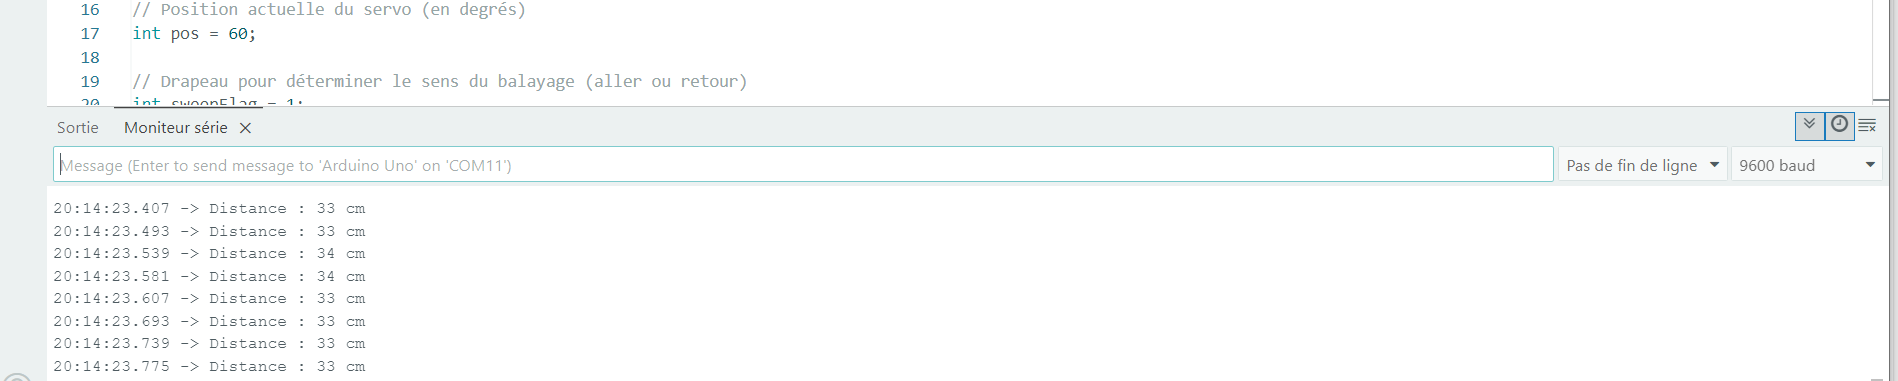 16 // Position actuelle du servo (en degrés)
17 int pos = 60;
18
19 // Drapeau pour déterminer le sens du balayage (aller ou retour)
20 int sweepFlag = 1;
Sortie Moniteur série
Message (Enter to send message to 'Arduino Uno' on 'COM11') Pas de fin de ligne 9600 baud
20:14:23.407 -> Distance : 33 cm
20:14:23.493 -> Distance : 33 cm
20:14:23.539 -> Distance : 34 cm
20:14:23.581 -> Distance : 34 cm
20:14:23.607 -> Distance : 33 cm
20:14:23.693 -> Distance : 33 cm
20:14:23.739 -> Distance : 33 cm
20:14:23.775 -> Distance : 33 cm